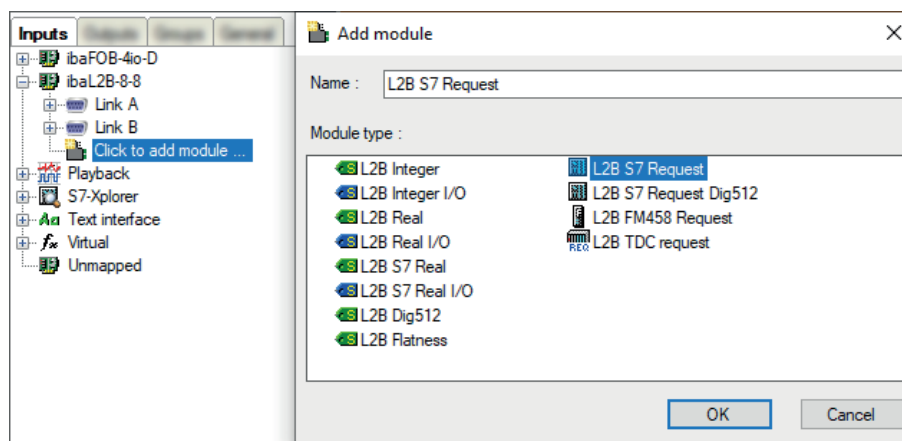 Inputs
ibaFOB-4io-D
ibaL2B-8-8
Link A
Link B
Click to add module ...
Playback
S7-Xplorer
Text interface
Virtual
Unmapped
Add module
Name :
L2B S7 Request
Module type :
L2B Integer
L2B Integer I/O
L2B Real
L2B Real I/O
L2B S7 Real
L2B S7 Real I/O
L2B Dig512
L2B Flatness
L2B S7 Request
L2B S7 Request Dig512
L2B FM458 Request
REQ L2B TDC request
OK Cancel